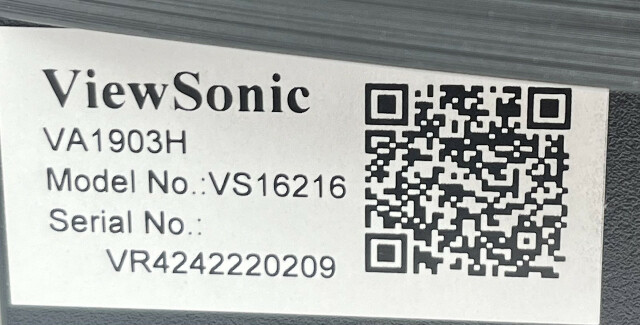 ViewSonic
VA1903H
Model No.:VS16216
Serial No.:
VR4242220209